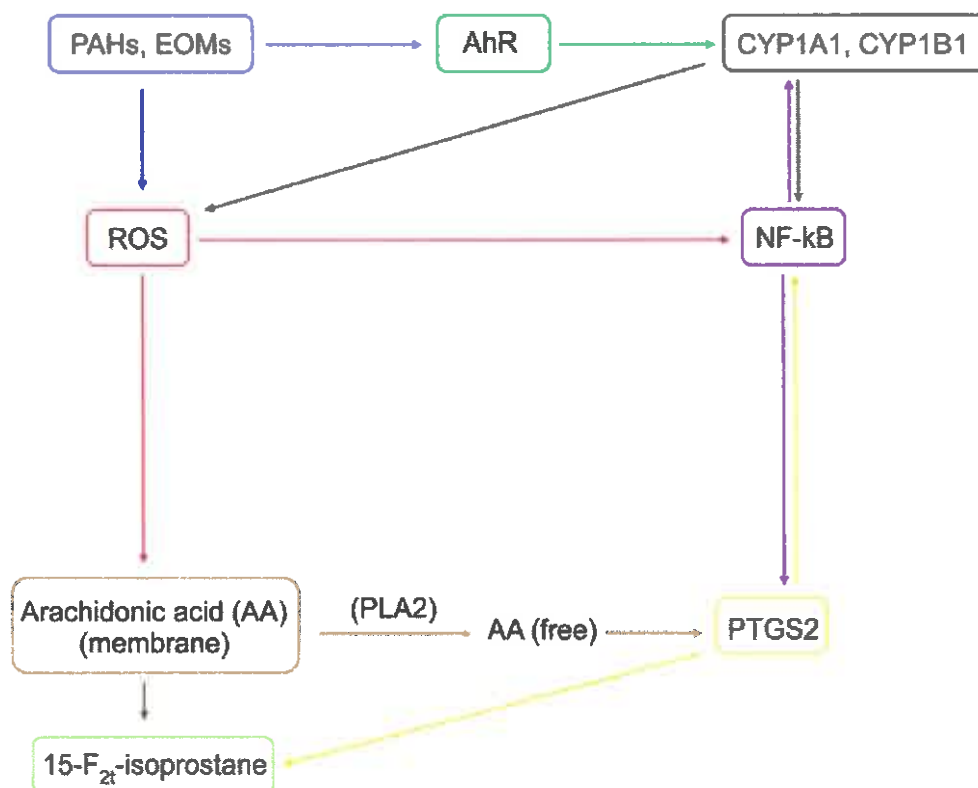 PAHs, EOMs
AhR
CYP1A1, CYP1B1
ROS
NF-kB
Arachidonic acid (AA)
(membrane)
(PLA2)
AA (free)
PTGS2
15-F2t-isoprostane